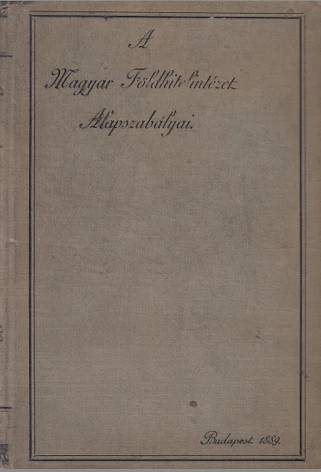 A
Magyar Földhitelintézet
Alapszabályai.
Budapest 1889.